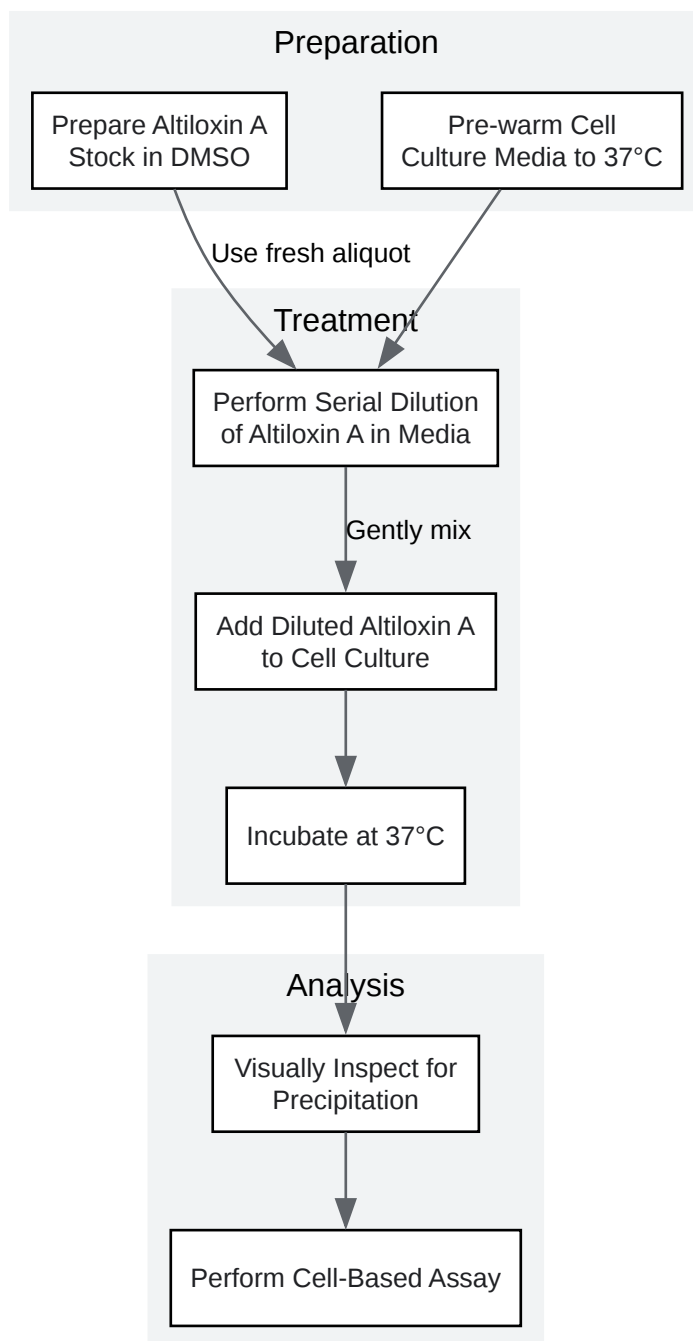 Preparation
Prepare Altiloxin A
Stock in DMSO
Pre-warm Cell
Culture Media to 37°C
Use fresh aliquot
Treatment
Perform Serial Dilution
of Altiloxin A in Media
Gently mix
Add Diluted Altiloxin A
to Cell Culture
Incubate at 37°C
Analysis
Visually Inspect for
Precipitation
Perform Cell-Based Assay